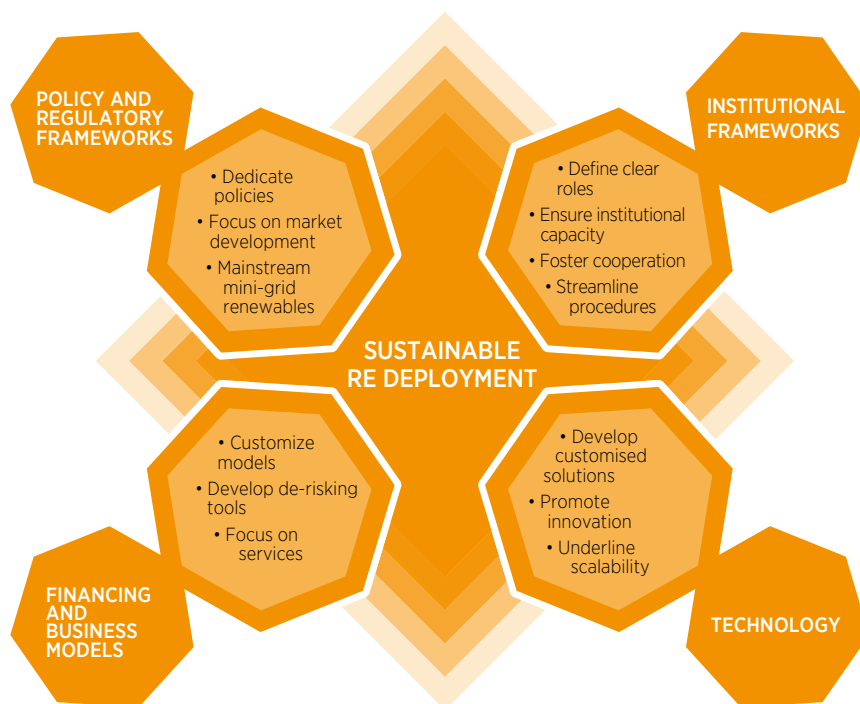 POLICY AND
REGULATORY
FRAMEWORKS
• Dedicate
policies
• Focus on market
development
• Mainstream
mini-grid
renewables
INSTITUTIONAL
FRAMEWORKS
• Define clear
roles
• Ensure institutional
capacity
• Foster cooperation
• Streamline
procedures
SUSTAINABLE
RE DEPLOYMENT
• Customize
models
• Develop de-risking
tools
• Focus on
services
FINANCING
AND
BUSINESS
MODELS
• Develop
customised
solutions
• Promote
innovation
• Underline
scalability
TECHNOLOGY